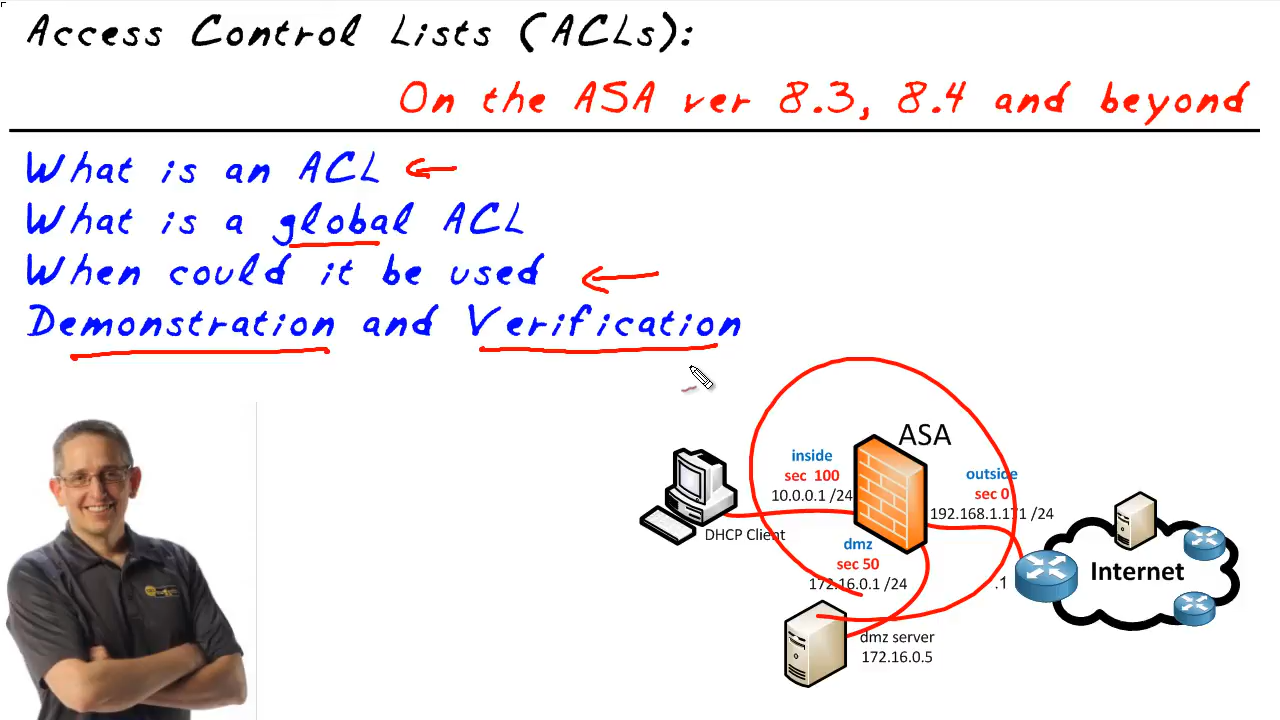 Access Control Lists (ACLs):
On the ASA ver 8.3, 8.4 and beyond
What is an ACL
What is a global ACL
When could it be used
Demonstration and Verification
ASA
inside
sec 100
10.0.0.1 /24
outside
sec 0
192.168.1.171 /24
DHCP Client
dmz
sec 50
172.16.0.1 /24
.1
Internet
dmz server
172.16.0.5